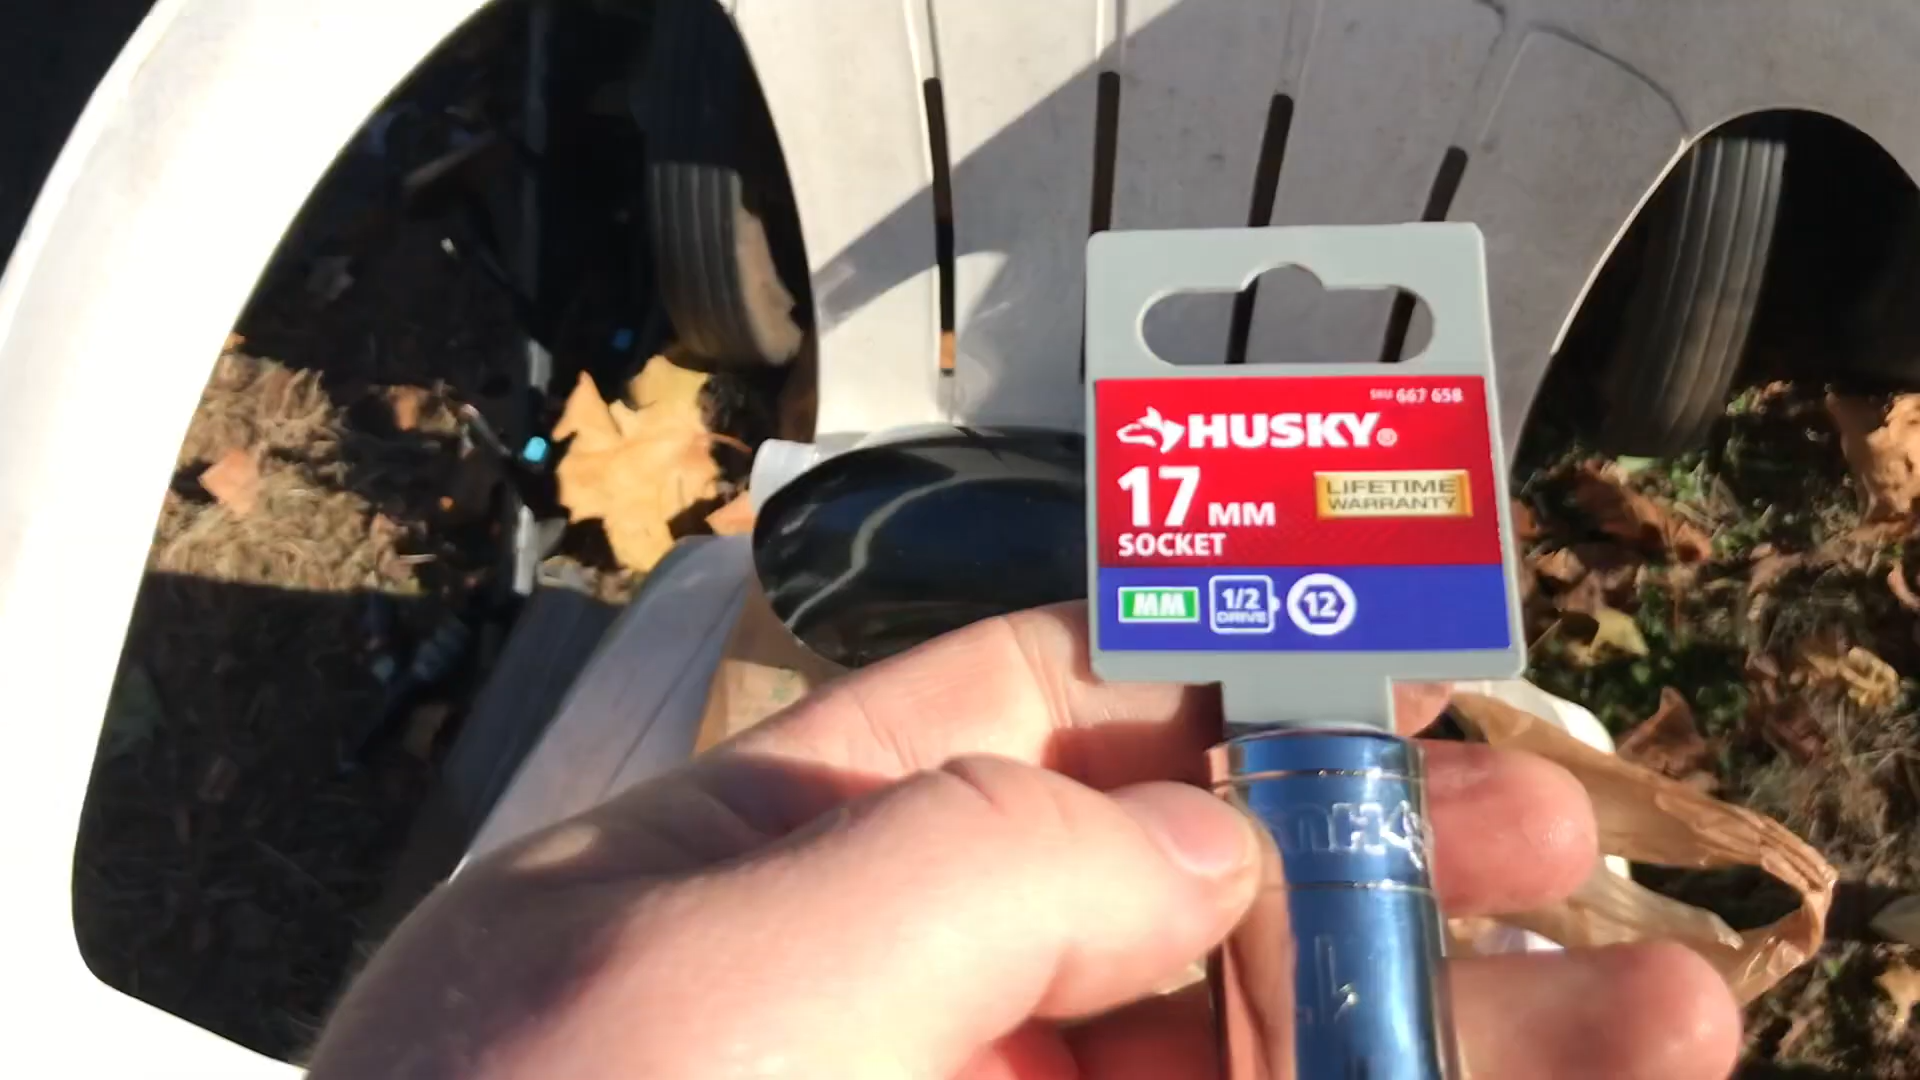 SKU 667 658
HUSKY®
17 MM
SOCKET
LIFETIME
WARRANTY
MM
1/2
DRIVE
12